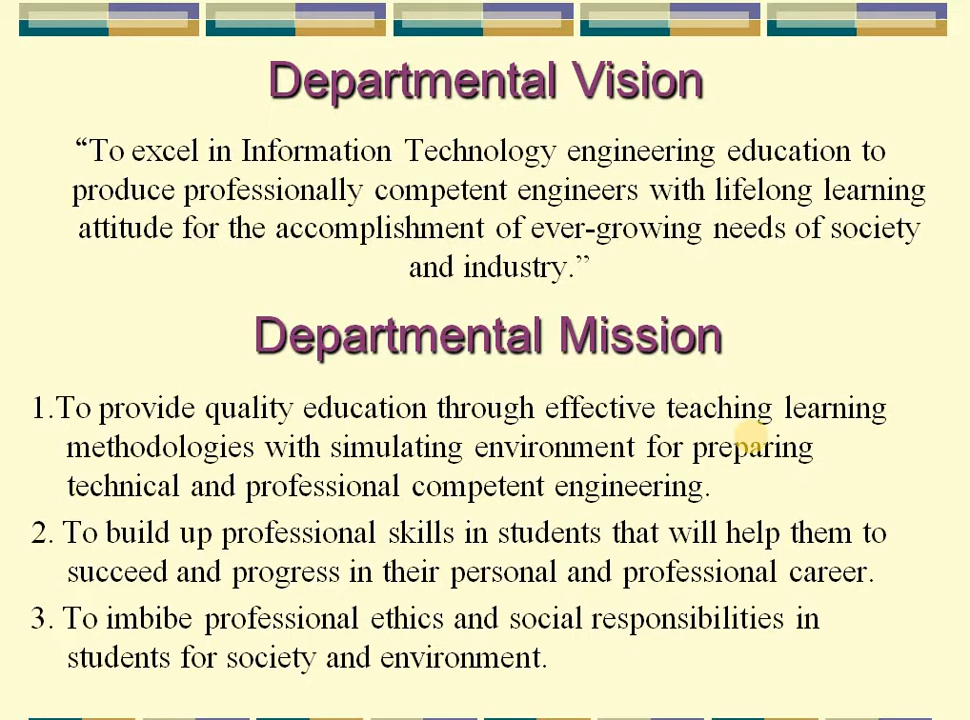 Departmental Vision
“To excel in Information Technology engineering education to
produce professionally competent engineers with lifelong learning
attitude for the accomplishment of ever-growing needs of society
and industry.”
Departmental Mission
1.To provide quality education through effective teaching learning
methodologies with simulating environment for preparing
technical and professional competent engineering.
2. To build up professional skills in students that will help them to
succeed and progress in their personal and professional career.
3. To imbibe professional ethics and social responsibilities in
students for society and environment.